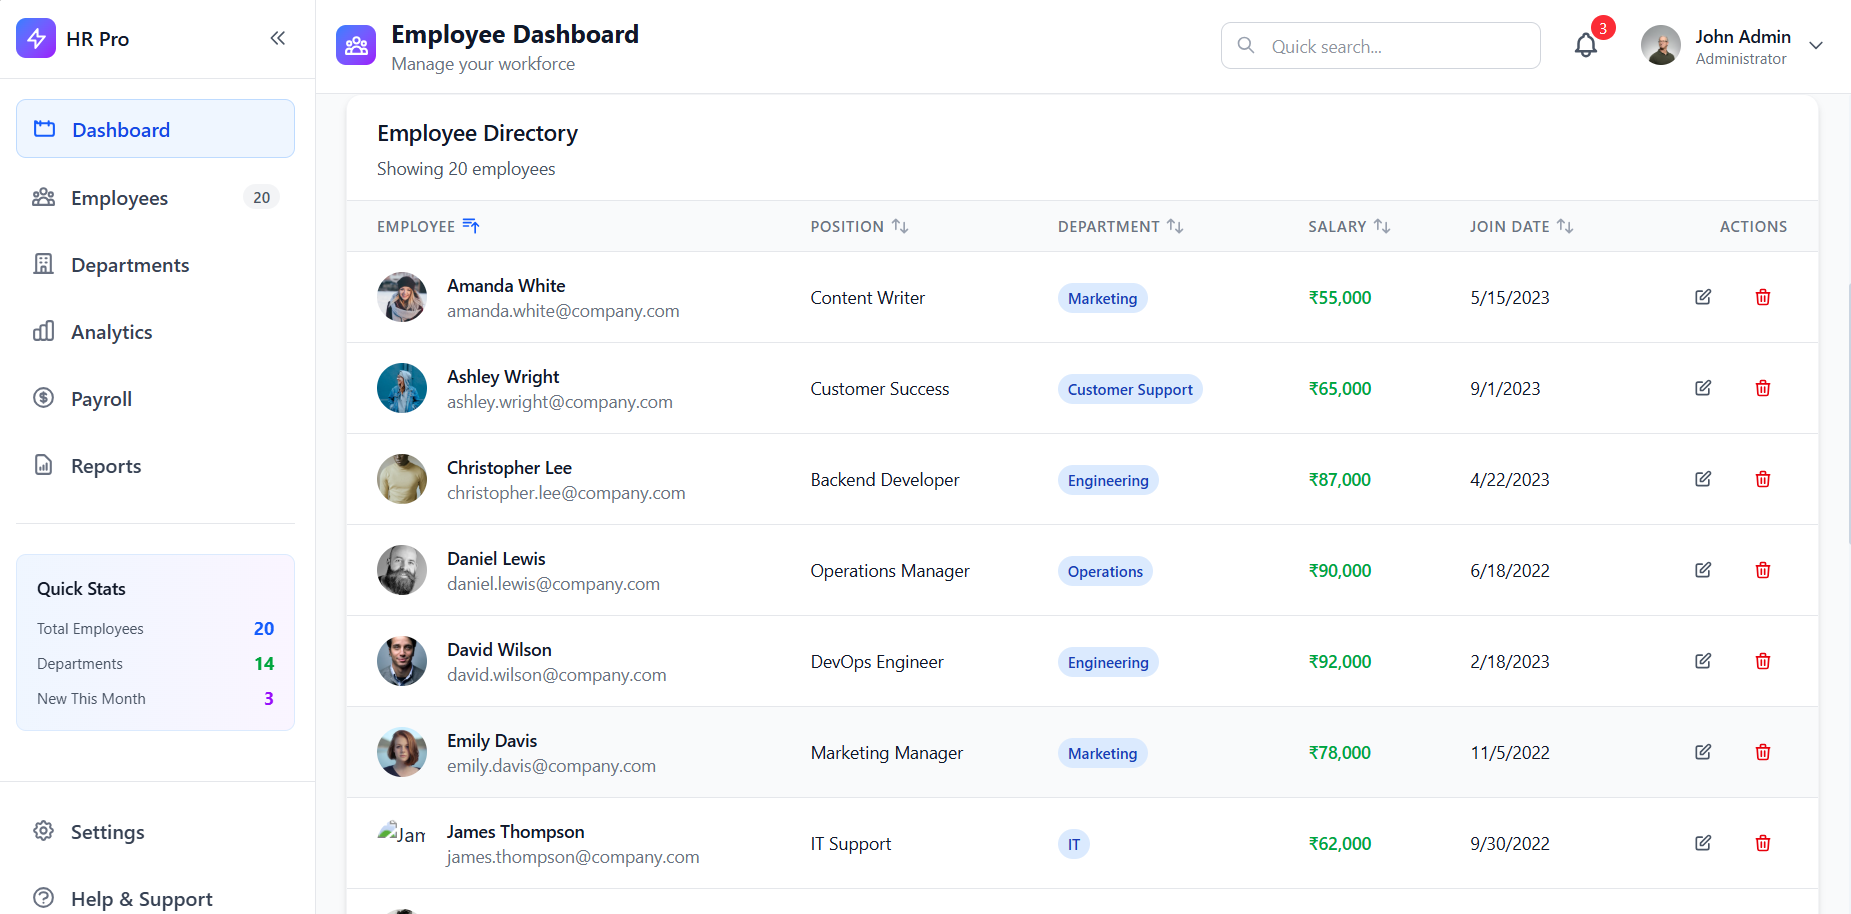 HR Pro
Dashboard
Employees 20
Departments
Analytics
Payroll
Reports
Quick Stats
Total Employees 20
Departments 14
New This Month 3
Settings
Help & Support
Employee Dashboard
Manage your workforce
Quick search...
3
John Admin
Administrator
Employee Directory
Showing 20 employees
EMPLOYEE POSITION DEPARTMENT SALARY JOIN DATE ACTIONS
Amanda White
amanda.white@company.com
Content Writer Marketing ₹55,000 5/15/2023
Ashley Wright
ashley.wright@company.com
Customer Success Customer Support ₹65,000 9/1/2023
Christopher Lee
christopher.lee@company.com
Backend Developer Engineering ₹87,000 4/22/2023
Daniel Lewis
daniel.lewis@company.com
Operations Manager Operations ₹90,000 6/18/2022
David Wilson
david.wilson@company.com
DevOps Engineer Engineering ₹92,000 2/18/2023
Emily Davis
emily.davis@company.com
Marketing Manager Marketing ₹78,000 11/5/2022
Jam
James Thompson
james.thompson@company.com
IT Support IT ₹62,000 9/30/2022